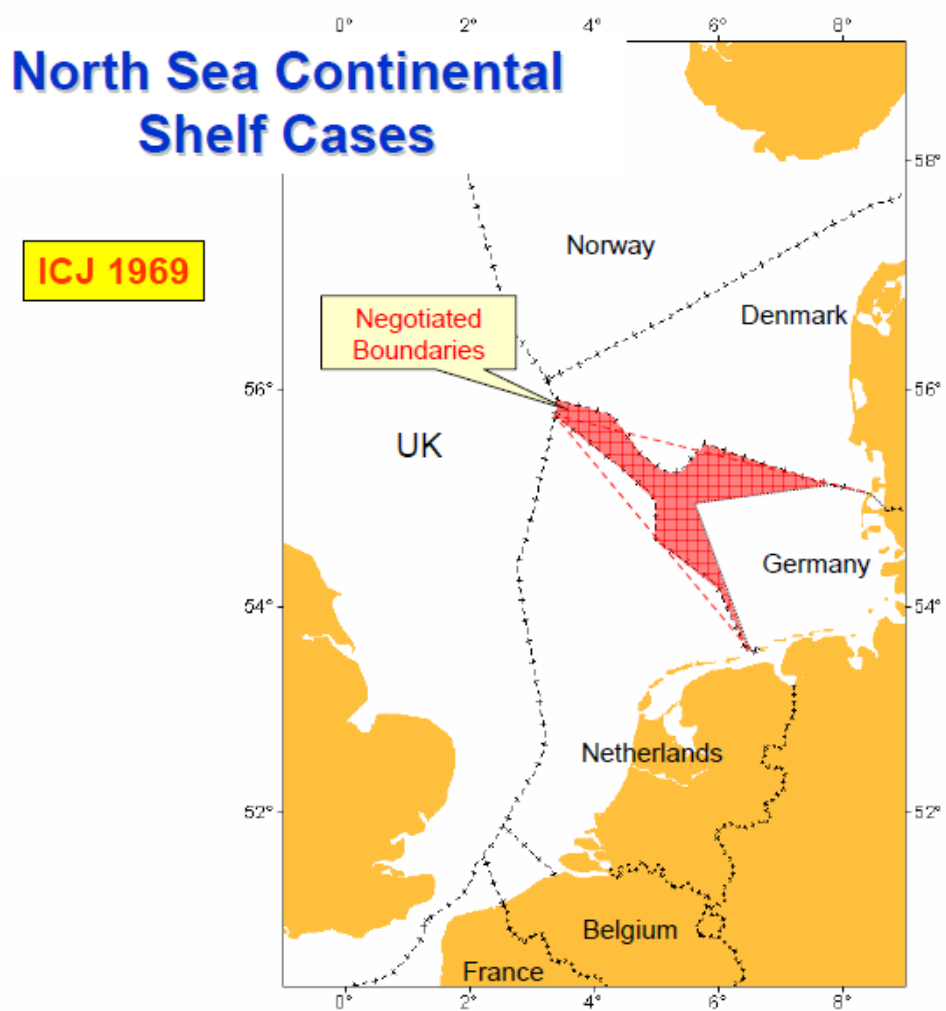 0° 2° 4° 6° 8°
North Sea Continental
Shelf Cases
58°
ICJ 1969
Norway
Denmark
Negotiated
Boundaries
56° 56°
UK
Germany
54° 54°
Netherlands
52° 52°
Belgium
France
0° 2° 4° 6° 8°